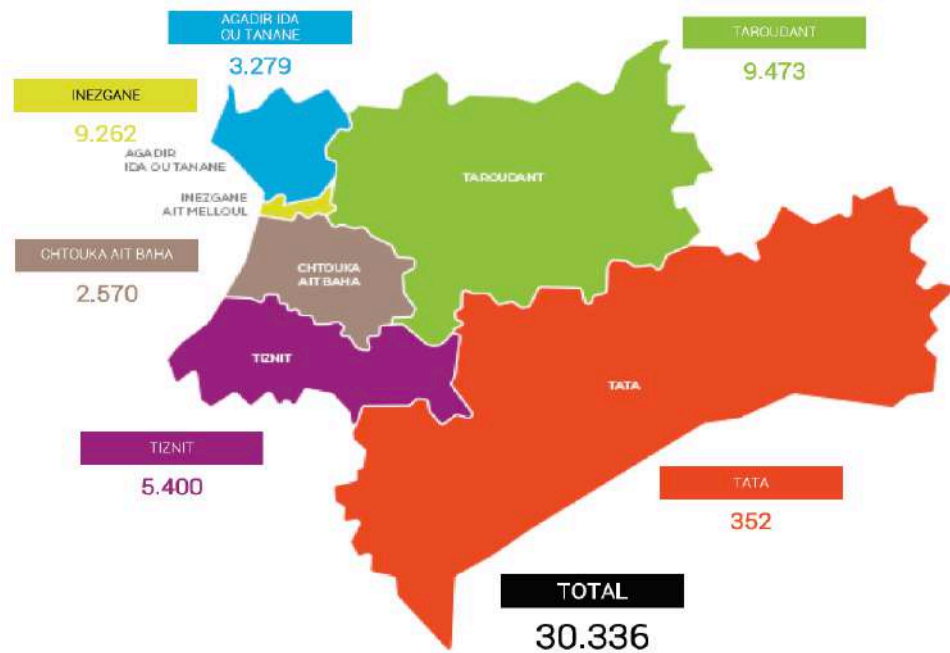 AGADIR IDA
OU TANANE
3.279
TAROUDANT
9.473
INEZGANE
9.262
AGADIR
IDA OU TANANE
INEZGANE
AIT MELLOUL
TAROUDANT
CHTOUKA AIT BAHA
2.570
CHTOUKA
AIT BAHA
TIZNIT
TATA
TIZNIT
5.400
TATA
352
TOTAL
30.336